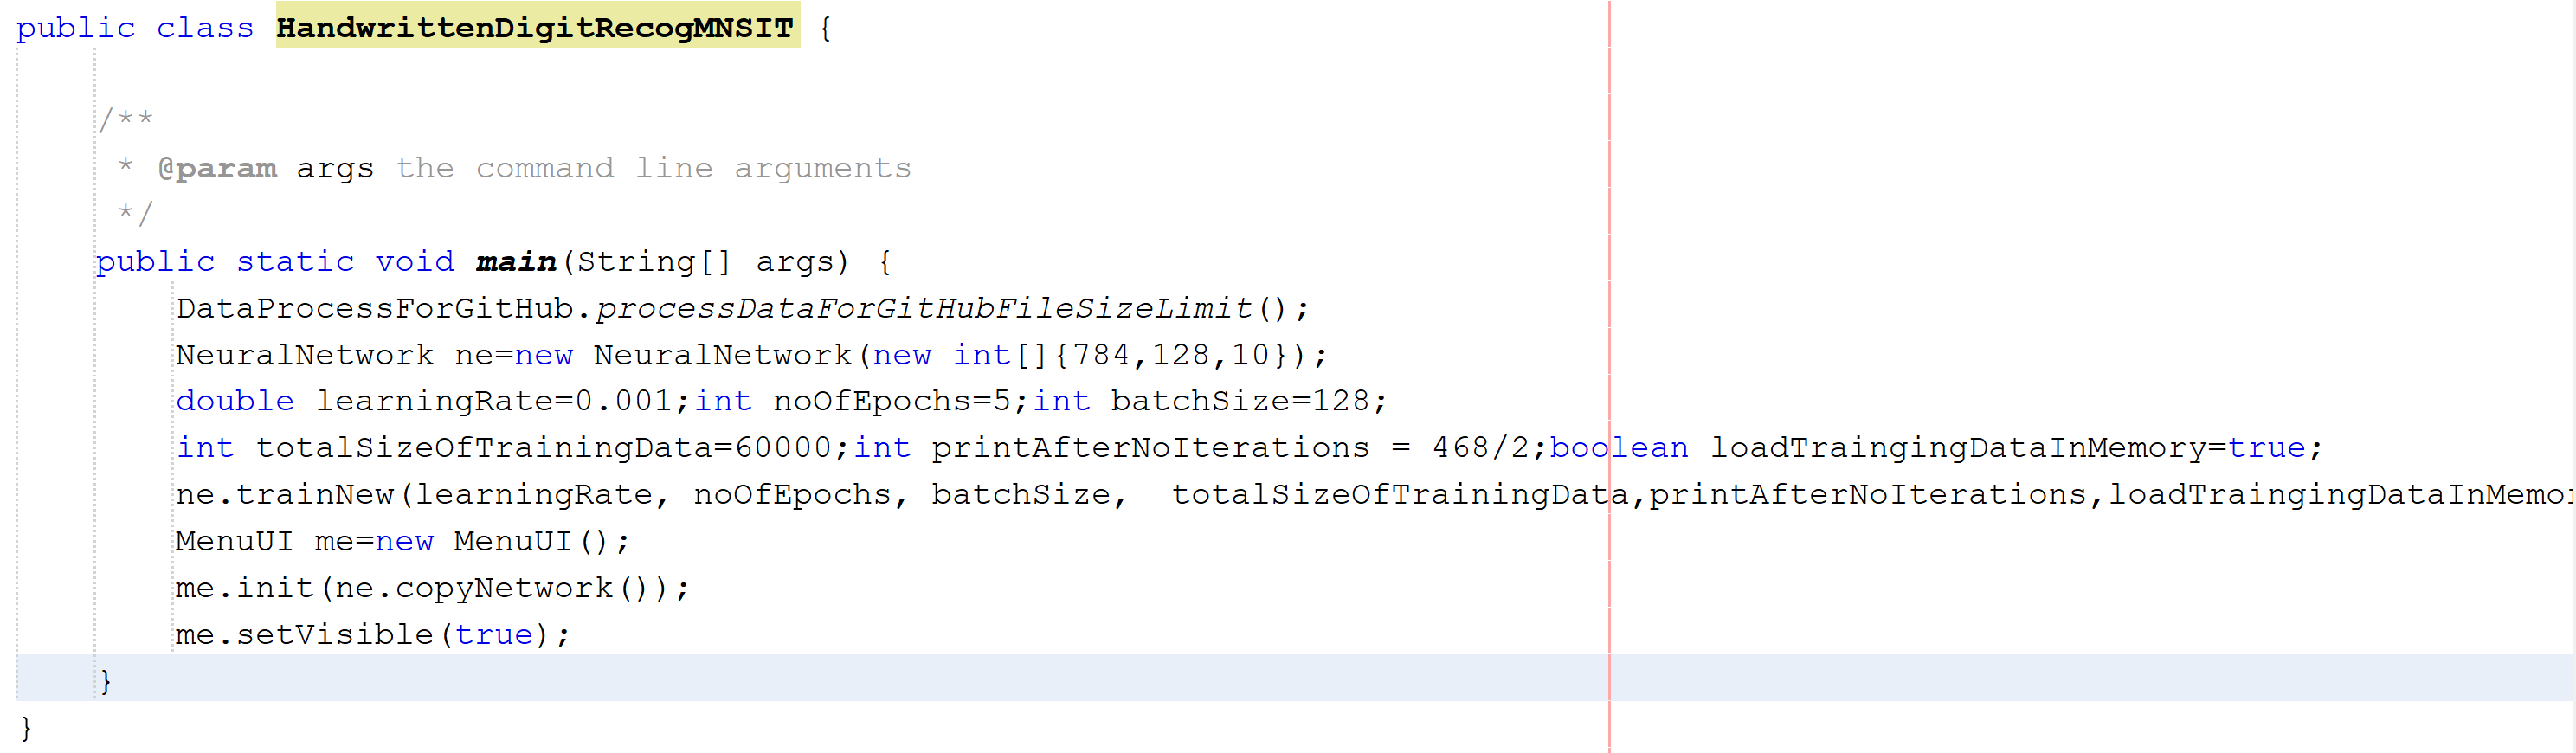 public class HandwrittenDigitRecogMNSIT {
/**
* @param args the command line arguments
*/
public static void main(String[] args) {
DataProcessForGitHub.processDataForGitHubFileSizeLimit();
NeuralNetwork ne=new NeuralNetwork(new int[]{784,128,10});
double learningRate=0.001;int noOfEpochs=5;int batchSize=128;
int totalSizeOfTrainingData=60000;int printAfterNoIterations = 468/2;boolean loadTraingingDataInMemory=true;
ne.trainNew(learningRate, noOfEpochs, batchSize,  totalSizeOfTrainingData,printAfterNoIterations,loadTraingingDataInMemo
MenuUI me=new MenuUI();
me.init(ne.copyNetwork());
me.setVisible(true);
}
}